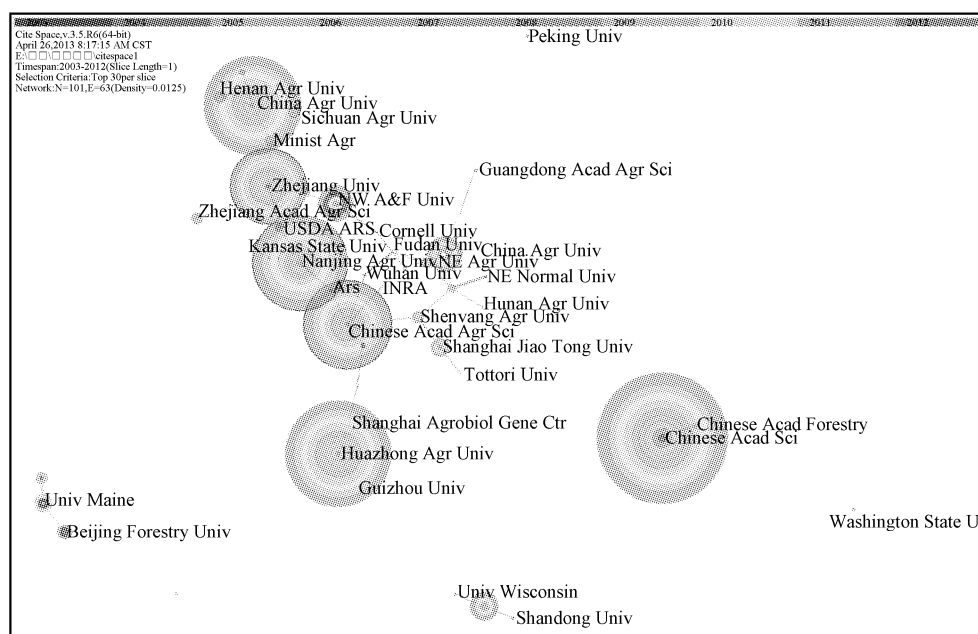 2003 2004 2005 2006 2007 2008 2009 2010 2011 2012
Cite Space,v.3.5.R6(64-bit)
April 26,2013 8:17:15 AM CST
E:\□□\□□□□\citespace1
Timespan:2003-2012(Slice Length=1)
Selection Criteria:Top 30per slice
Network:N=101,E=63(Density=0.0125)
Peking Univ
Henan Agr Univ
China Agr Univ
Sichuan Agr Univ
Minist Agr
Guangdong Acad Agr Sci
Zhejiang Univ
NW A&F Univ
Zhejiang Acad Agr Sci
USDA ARS
Cornell Univ
Kansas State Univ
Fudan Univ
China Agr Univ
Nanjing Agr Univ
NE Agr Univ
Wuhan Univ
NE Normal Univ
Ars
INRA
Hunan Agr Univ
Shenvang Agr Univ
Chinese Acad Agr Sci
Shanghai Jiao Tong Univ
Tottori Univ
Shanghai Agrobiol Gene Ctr
Chinese Acad Forestry
Chinese Acad Sci
Huazhong Agr Univ
Guizhou Univ
Univ Maine
Washington State U
Beijing Forestry Univ
Univ Wisconsin
Shandong Univ